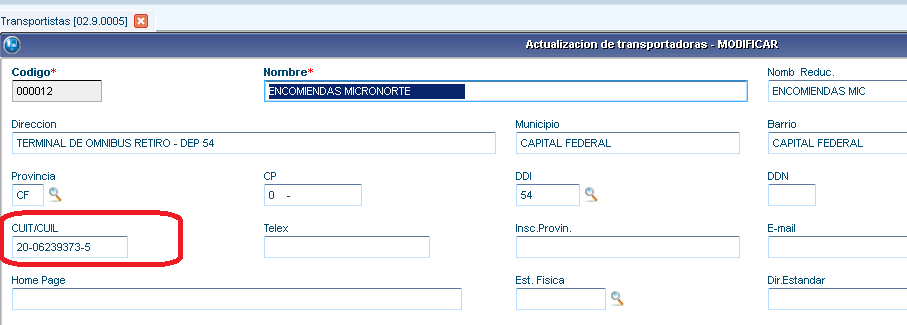 Transportistas [02.9.0005]
Actualizacion de transportadoras - MODIFICAR
Codigo* Nombre* Nomb Reduc.
000012 ENCOMIENDAS MICRONORTE ENCOMIENDAS MIC
Direccion Municipio Barrio
TERMINAL DE OMNIBUS RETIRO - DEP 54 CAPITAL FEDERAL CAPITAL FEDERAL
Provincia CP DDI DDN
CF 0 - 54
CUIT/CUIL Telex Insc.Provin. E-mail
20-06239373-5
Home Page Est. Fisica Dir.Estandar